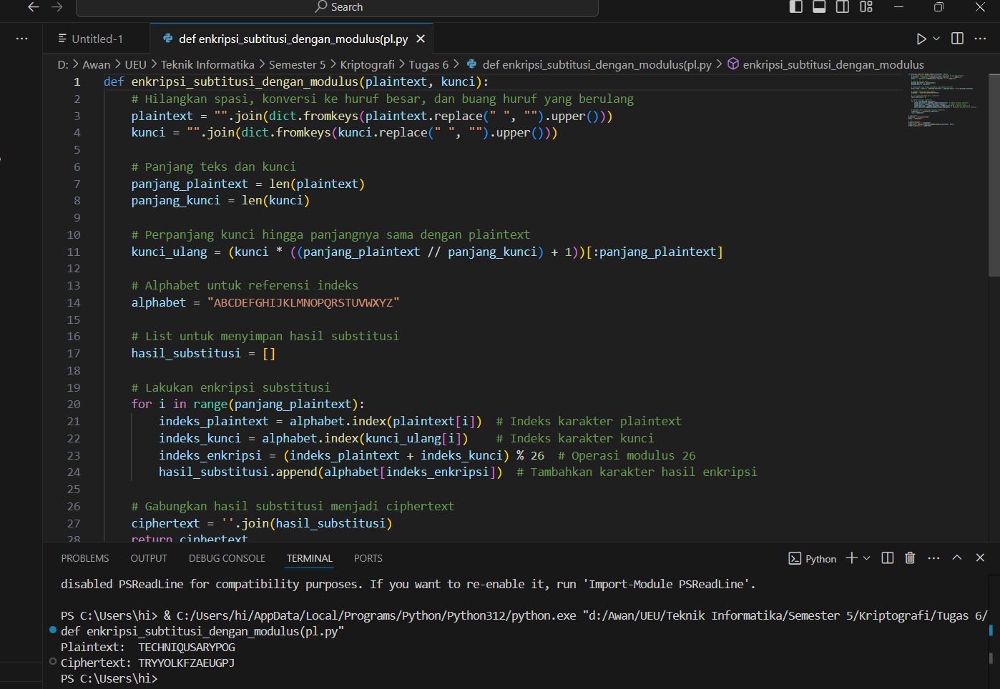 Search
Untitled-1
def enkripsi_subtitusi_dengan_modulus(pl.py
D: > Awan > UEU > Teknik Informatika > Semester 5 > Kriptografi > Tugas 6 > def enkripsi_subtitusi_dengan_modulus(pl.py > enkripsi_subtitusi_dengan_modulus
1 def enkripsi_subtitusi_dengan_modulus(plaintext, kunci):
2 # Hilangkan spasi, konversi ke huruf besar, dan buang huruf yang berulang
3 plaintext = "".join(dict.fromkeys(plaintext.replace(" ", "").upper()))
4 kunci = "".join(dict.fromkeys(kunci.replace(" ", "").upper()))
5
6 # Panjang teks dan kunci
7 panjang_plaintext = len(plaintext)
8 panjang_kunci = len(kunci)
9
10 # Perpanjang kunci hingga panjangnya sama dengan plaintext
11 kunci_ulang = (kunci * ((panjang_plaintext // panjang_kunci) + 1))[:panjang_plaintext]
12
13 # Alphabet untuk referensi indeks
14 alphabet = "ABCDEFGHIJKLMNOPQRSTUVWXYZ"
15
16 # List untuk menyimpan hasil substitusi
17 hasil_substitusi = []
18
19 # Lakukan enkripsi substitusi
20 for i in range(panjang_plaintext):
21 indeks_plaintext = alphabet.index(plaintext[i]) # Indeks karakter plaintext
22 indeks_kunci = alphabet.index(kunci_ulang[i]) # Indeks karakter kunci
23 indeks_enkripsi = (indeks_plaintext + indeks_kunci) % 26 # Operasi modulus 26
24 hasil_substitusi.append(alphabet[indeks_enkripsi]) # Tambahkan karakter hasil enkripsi
25
26 # Gabungkan hasil substitusi menjadi ciphertext
27 ciphertext = ''.join(hasil_substitusi)
28 return ciphertext
PROBLEMS OUTPUT DEBUG CONSOLE TERMINAL PORTS Python
disabled PSReadLine for compatibility purposes. If you want to re-enable it, run 'Import-Module PSReadLine'.
PS C:\Users\hi> & C:/Users/hi/AppData/Local/Programs/Python/Python312/python.exe "d:/Awan/UEU/Teknik Informatika/Semester 5/Kriptografi/Tugas 6/
def enkripsi_subtitusi_dengan_modulus(pl.py"
Plaintext: TECHNIQUSARYPOG
Ciphertext: TRYYOLKFZAEUGPJ
PS C:\Users\hi>